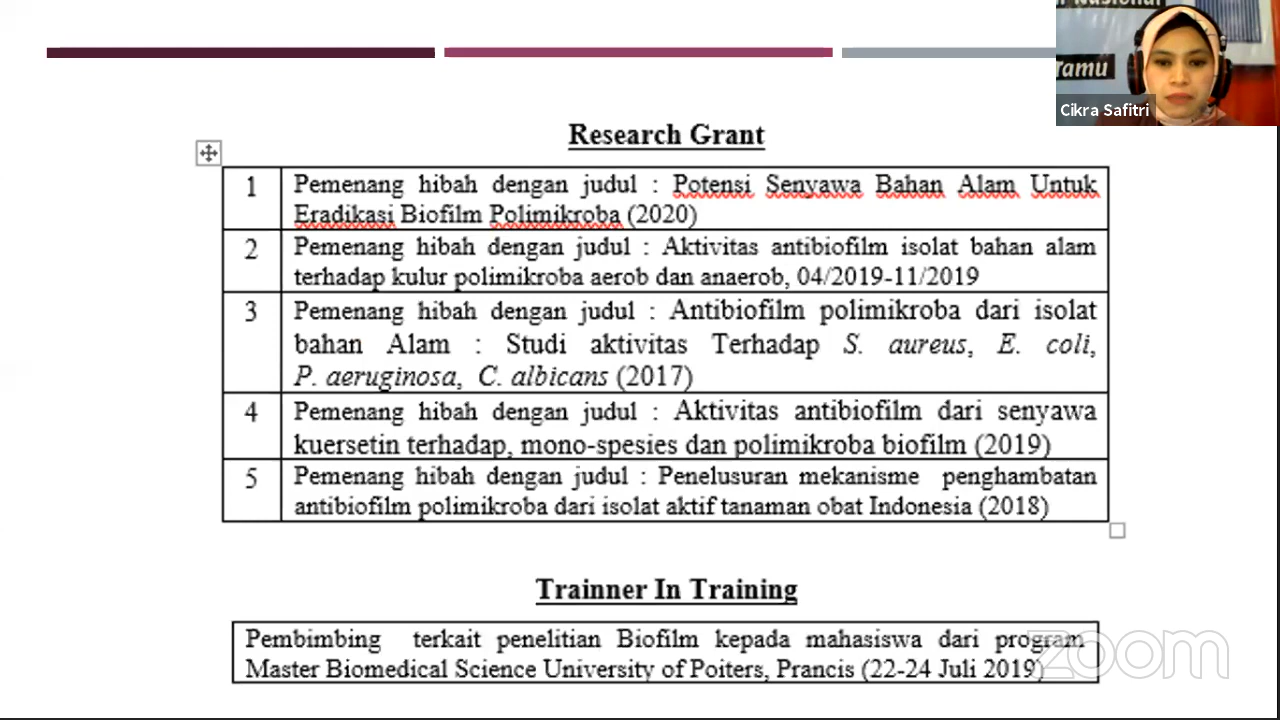 Nasional
Tamu
Cikra Safitri
Research Grant
1 Pemenang hibah dengan judul : Potensi Senyawa Bahan Alam Untuk
Eradikasi Biofilm Polimikroba (2020)
2 Pemenang hibah dengan judul : Aktivitas antibiofilm isolat bahan alam
terhadap kulur polimikroba aerob dan anaerob, 04/2019-11/2019
3 Pemenang hibah dengan judul : Antibiofilm polimikroba dari isolat
bahan Alam : Studi aktivitas Terhadap S. aureus, E. coli,
P. aeruginosa, C. albicans (2017)
4 Pemenang hibah dengan judul : Aktivitas antibiofilm dari senyawa
kuersetin terhadap, mono-spesies dan polimikroba biofilm (2019)
5 Pemenang hibah dengan judul : Penelusuran mekanisme penghambatan
antibiofilm polimikroba dari isolat aktif tanaman obat Indonesia (2018)
Trainner In Training
Pembimbing terkait penelitian Biofilm kepada mahasiswa dari program
Master Biomedical Science University of Poiters, Prancis (22-24 Juli 2019)
zoom